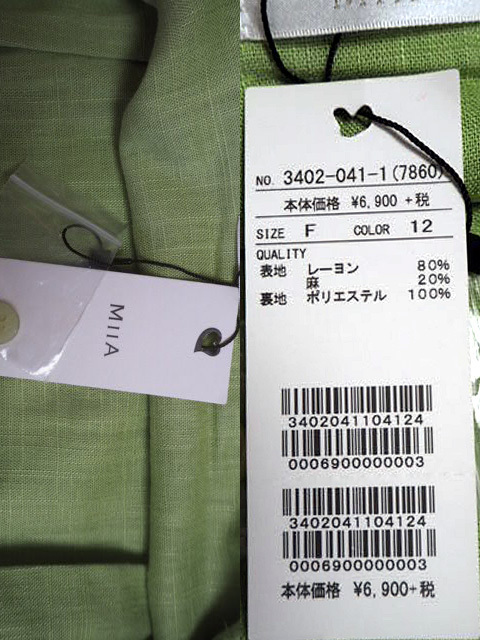 MIIA
NO. 3402-041-1(7860)
本体価格 ¥6,900 +税
SIZE F COLOR 12
QUALITY
表地 レーヨン 80%
麻 20%
裏地 ポリエステル 100%
3402041104124
0006900000003
3402041104124
0006900000003
本体価格 ¥6,900+税